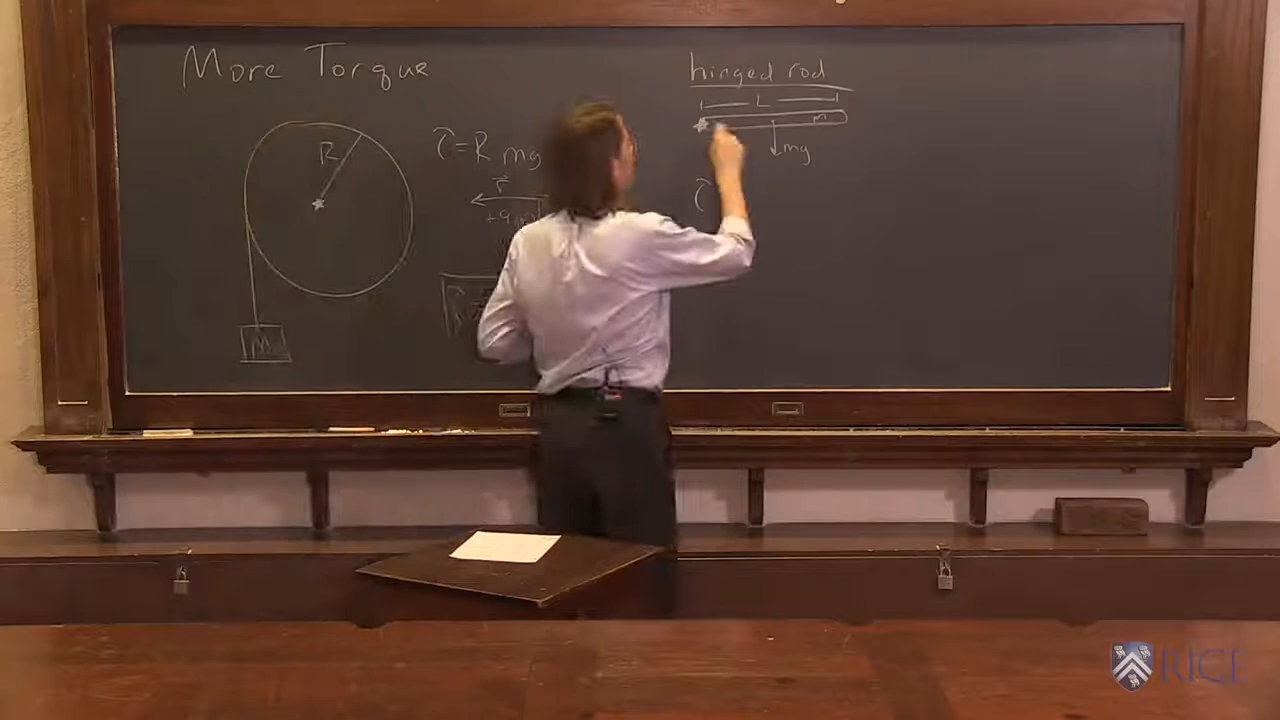 More Torque
R
τ = R mg
r
M
hinged rod
L
m
mg
τ
RICE